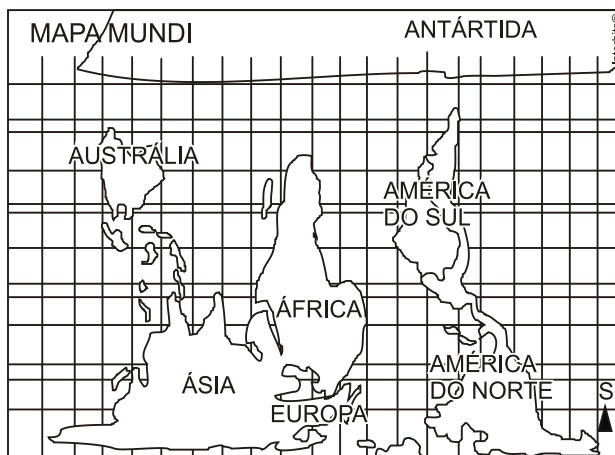 MAPA MUNDI
ANTÁRTIDA
AUSTRÁLIA
AMÉRICA
DO SUL
ÁFRICA
ÁSIA
EUROPA
AMÉRICA
DO NORTE
S